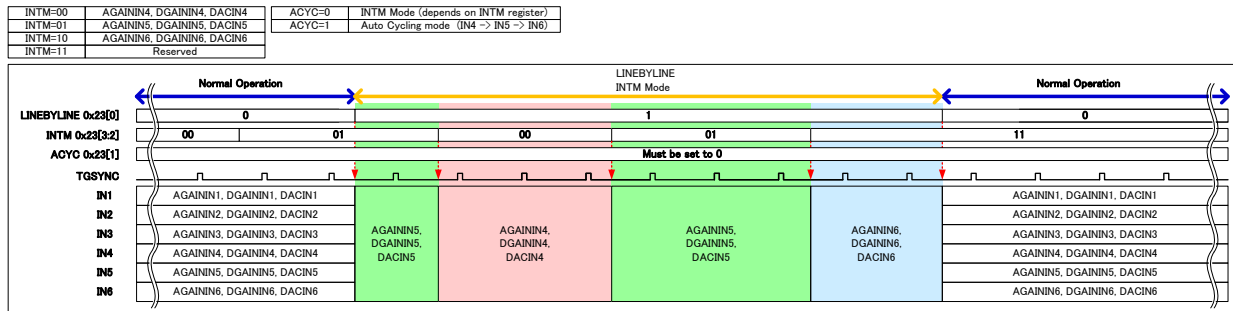 INTM=00 AGAININ4, DGAININ4, DACIN4
INTM=01 AGAININ5, DGAININ5, DACIN5
INTM=10 AGAININ6, DGAININ6, DACIN6
INTM=11 Reserved
ACYC=0 INTM Mode (depends on INTM register)
ACYC=1 Auto Cycling mode (IN4 -> IN5 -> IN6)
Normal Operation
LINEBYLINE
INTM Mode
Normal Operation
LINEBYLINE 0x23[0] 0 1 0
INTM 0x23[3:2] 00 01 00 01 11
ACYC 0x23[1] Must be set to 0
TGSYNC
IN1 AGAININ1, DGAININ1, DACIN1 AGAININ1, DGAININ1, DACIN1
IN2 AGAININ2, DGAININ2, DACIN2 AGAININ2, DGAININ2, DACIN2
IN3 AGAININ3, DGAININ3, DACIN3 AGAININ3, DGAININ3, DACIN3
IN4 AGAININ4, DGAININ4, DACIN4 AGAININ4, DGAININ4, DACIN4
IN5 AGAININ5, DGAININ5, DACIN5 AGAININ5, DGAININ5, DACIN5
IN6 AGAININ6, DGAININ6, DACIN6 AGAININ6, DGAININ6, DACIN6
AGAININ5,
DGAININ5,
DACIN5
AGAININ4,
DGAININ4,
DACIN4
AGAININ5,
DGAININ5,
DACIN5
AGAININ6,
DGAININ6,
DACIN6